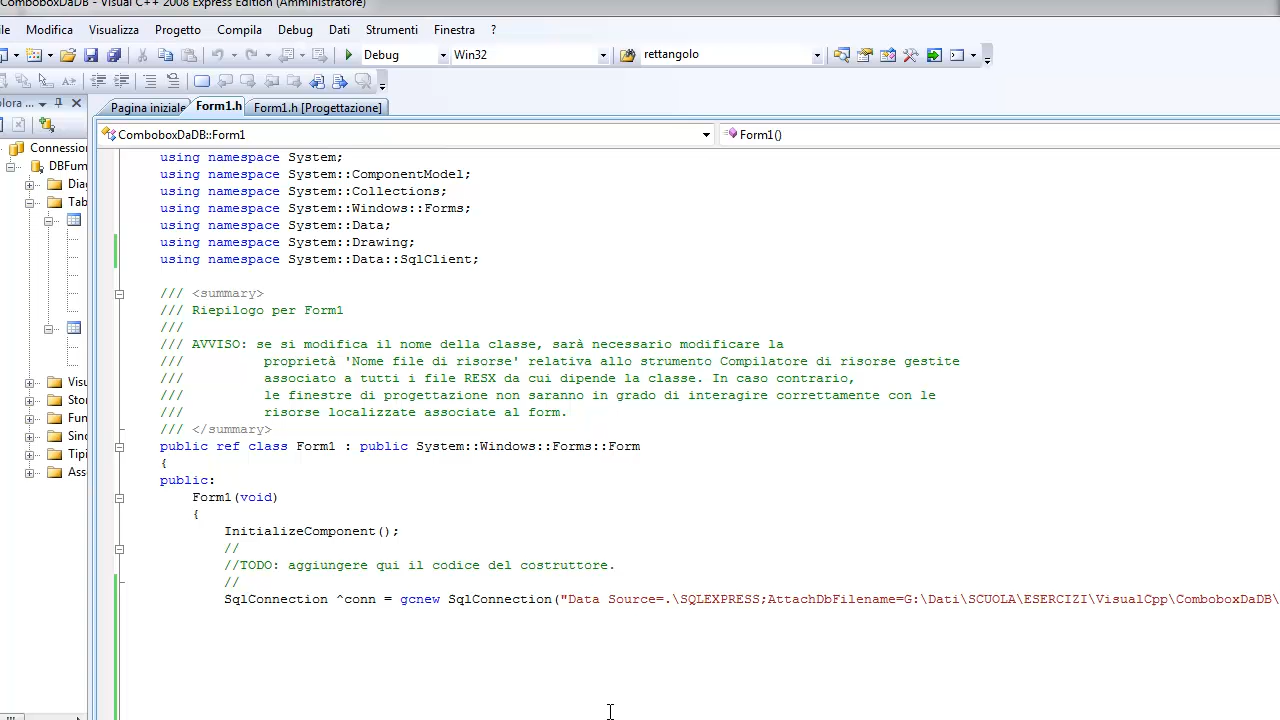 ComboboxDaDB - Visual C++ 2008 Express Edition (Amministratore)
le Modifica Visualizza Progetto Compila Debug Dati Strumenti Finestra ?
Debug Win32 rettangolo
lora ...
Pagina iniziale Form1.h Form1.h [Progettazione]
ComboboxDaDB::Form1 Form1()
Connession
DBFum
Diag
Tab
Visu
Stor
Fun
Sino
Tipi
Asse
using namespace System;
using namespace System::ComponentModel;
using namespace System::Collections;
using namespace System::Windows::Forms;
using namespace System::Data;
using namespace System::Drawing;
using namespace System::Data::SqlClient;
/// <summary>
/// Riepilogo per Form1
///
/// AVVISO: se si modifica il nome della classe, sarà necessario modificare la
/// proprietà 'Nome file di risorse' relativa allo strumento Compilatore di risorse gestite
/// associato a tutti i file RESX da cui dipende la classe. In caso contrario,
/// le finestre di progettazione non saranno in grado di interagire correttamente con le
/// risorse localizzate associate al form.
/// </summary>
public ref class Form1 : public System::Windows::Forms::Form
{
public:
Form1(void)
{
InitializeComponent();
//
//TODO: aggiungere qui il codice del costruttore.
//
SqlConnection ^conn = gcnew SqlConnection("Data Source=.\SQLEXPRESS;AttachDbFilename=G:\Dati\SCUOLA\ESERCIZI\VisualCpp\ComboboxDaDB\